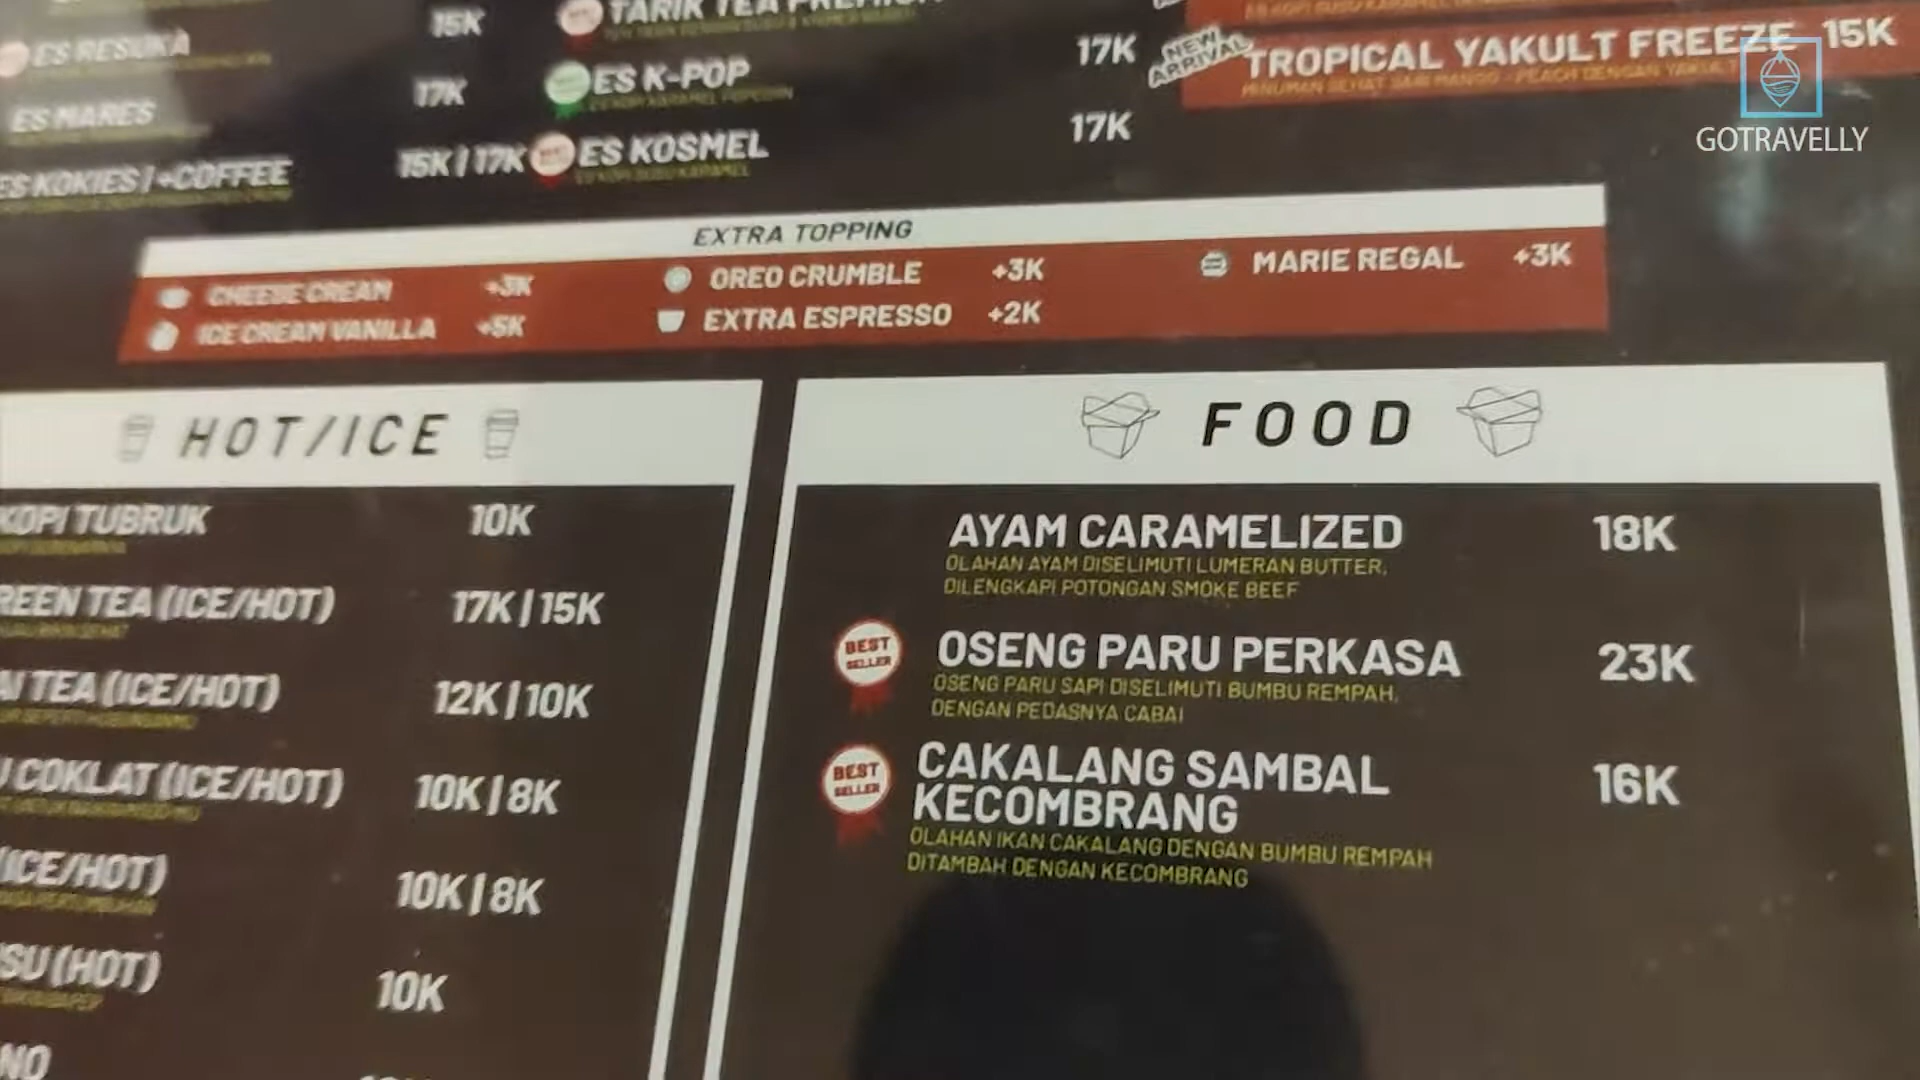 15K
TARIK TEA PREMIUM
ES RESUKA
17K
ES K-POP
17K
NEW ARRIVAL
TROPICAL YAKULT FREEZE 15K
GOTRAVELLY
ES MARES
15K | 17K
ES KOSMEL
17K
ES KOPI SUSU KARAMEL
ES KOKIES | +COFFEE
EXTRA TOPPING
CHEESE CREAM +3K
OREO CRUMBLE +3K
MARIE REGAL +3K
ICE CREAM VANILLA +5K
EXTRA ESPRESSO +2K
HOT/ICE
KOPI TUBRUK 10K
REEN TEA (ICE/HOT) 17K | 15K
AI TEA (ICE/HOT) 12K | 10K
U COKLAT (ICE/HOT) 10K | 8K
(ICE/HOT) 10K | 8K
SU (HOT) 10K
NO
FOOD
AYAM CARAMELIZED 18K
OLAHAN AYAM DISELIMUTI LUMERAN BUTTER,
DILENGKAPI POTONGAN SMOKE BEEF
BEST SELLER
OSENG PARU PERKASA 23K
OSENG PARU SAPI DISELIMUTI BUMBU REMPAH,
DENGAN PEDASNYA CABAI
BEST SELLER
CAKALANG SAMBAL
KECOMBRANG 16K
OLAHAN IKAN CAKALANG DENGAN BUMBU REMPAH
DITAMBAH DENGAN KECOMBRANG